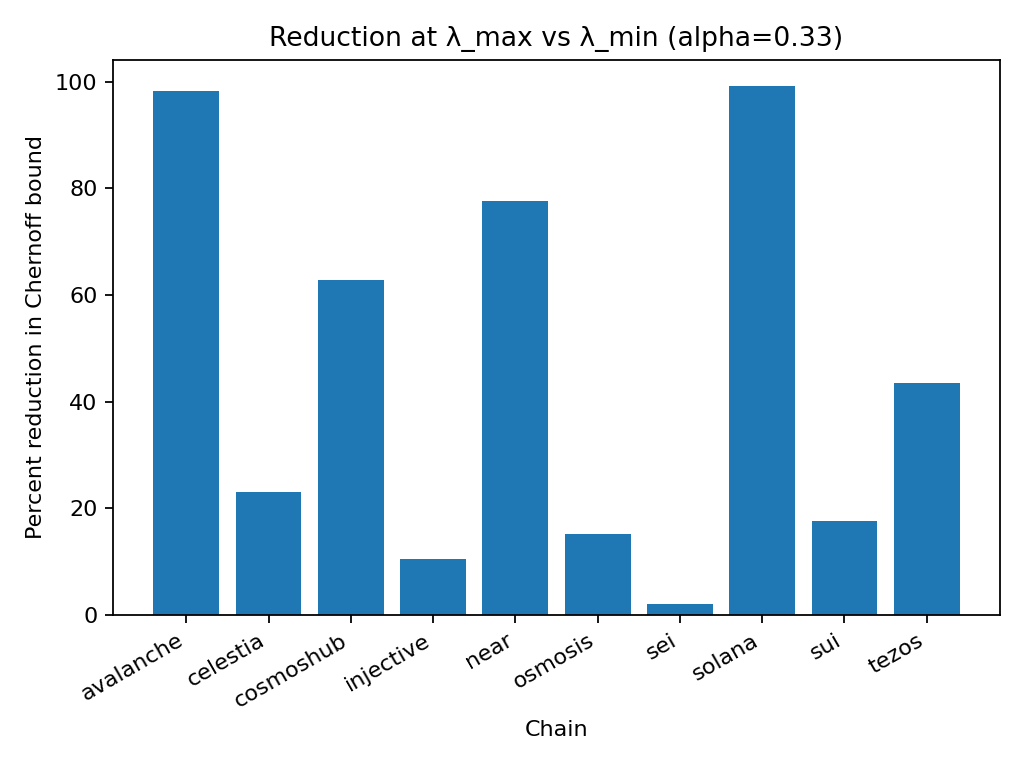 Reduction at λ_max vs λ_min (alpha=0.33)
Percent reduction in Chernoff bound
100
80
60
40
20
0
avalanche
celestia
cosmoshub
injective
near
osmosis
sei
solana
sui
tezos
Chain